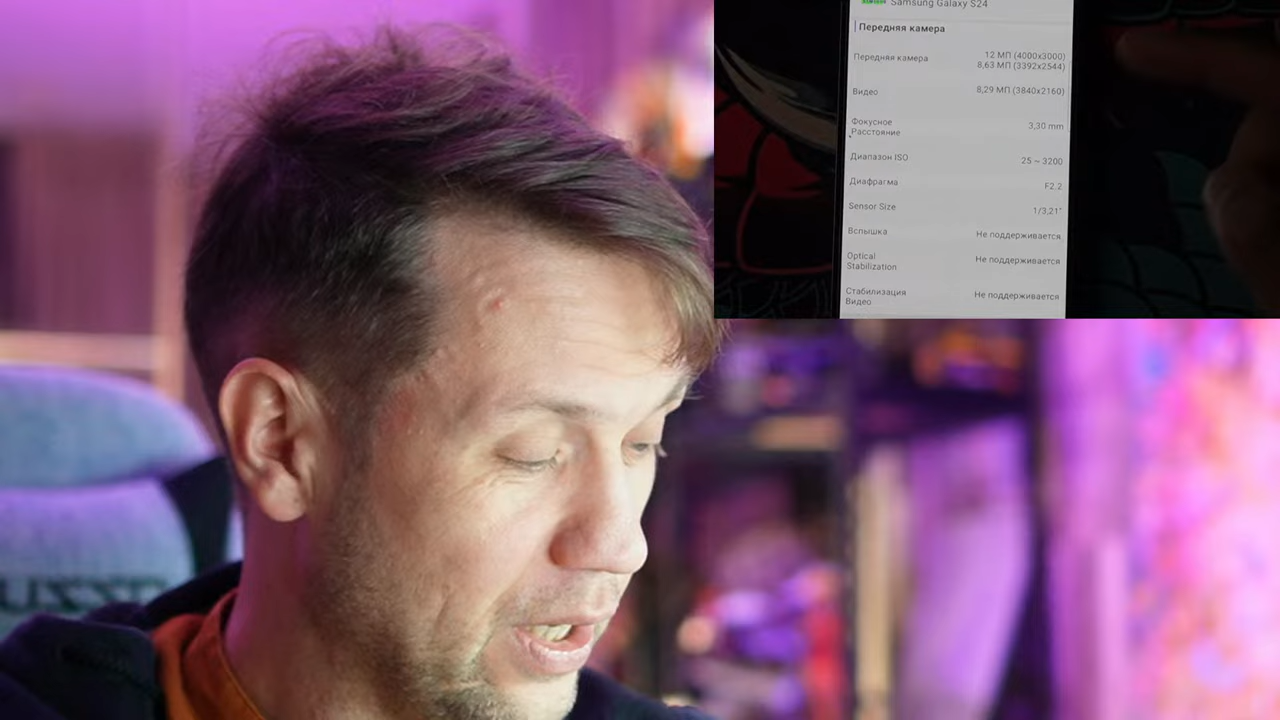 Samsung Galaxy S24
Передняя камера
Передняя камера
12 МП (4000x3000)
8,63 МП (3392x2544)
Видео
8,29 МП (3840x2160)
Фокусное
Расстояние
3,30 mm
Диапазон ISO
25 ~ 3200
Диафрагма
F2.2
Sensor Size
1/3,21"
Вспышка
Не поддерживается
Optical
Stabilization
Не поддерживается
Стабилизация
Видео
Не поддерживается